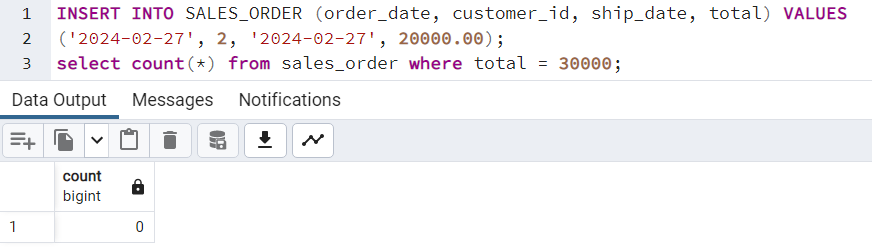 1 INSERT INTO SALES_ORDER (order_date, customer_id, ship_date, total) VALUES
2 ('2024-02-27', 2, '2024-02-27', 20000.00);
3 select count(*) from sales_order where total = 30000;
Data Output Messages Notifications
count
bigint
1 0